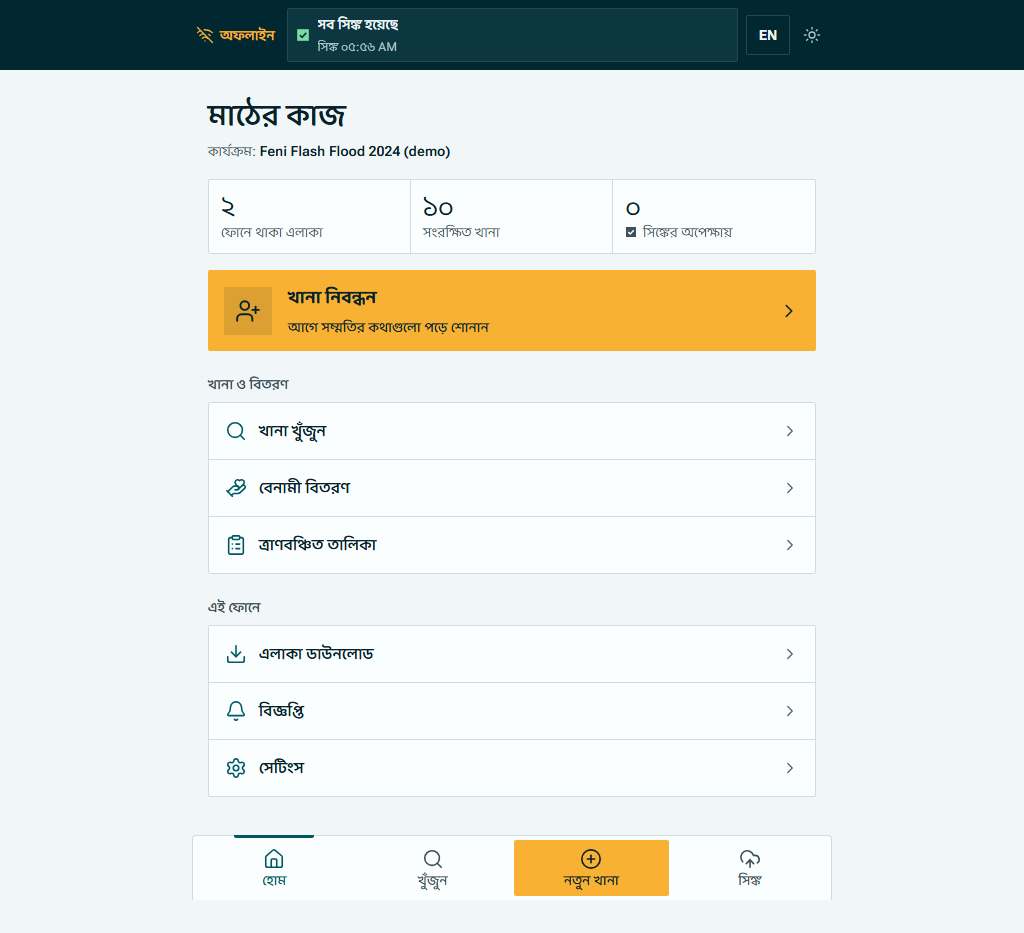 অফলাইন
সব সিঙ্ক হয়েছে
সিঙ্ক ০৫:৫৬ AM
EN
মাঠের কাজ
কার্যক্রম: Feni Flash Flood 2024 (demo)
২
ফোনে থাকা এলাকা
১০
সংরক্ষিত খানা
০
সিঙ্কের অপেক্ষায়
খানা নিবন্ধন
আগে সম্মতির কথাগুলো পড়ে শোনান
খানা ও বিতরণ
খানা খুঁজুন
বেনামী বিতরণ
ত্রাণবঞ্চিত তালিকা
এই ফোনে
এলাকা ডাউনলোড
বিজ্ঞপ্তি
সেটিংস
হোম
খুঁজুন
নতুন খানা
সিঙ্ক